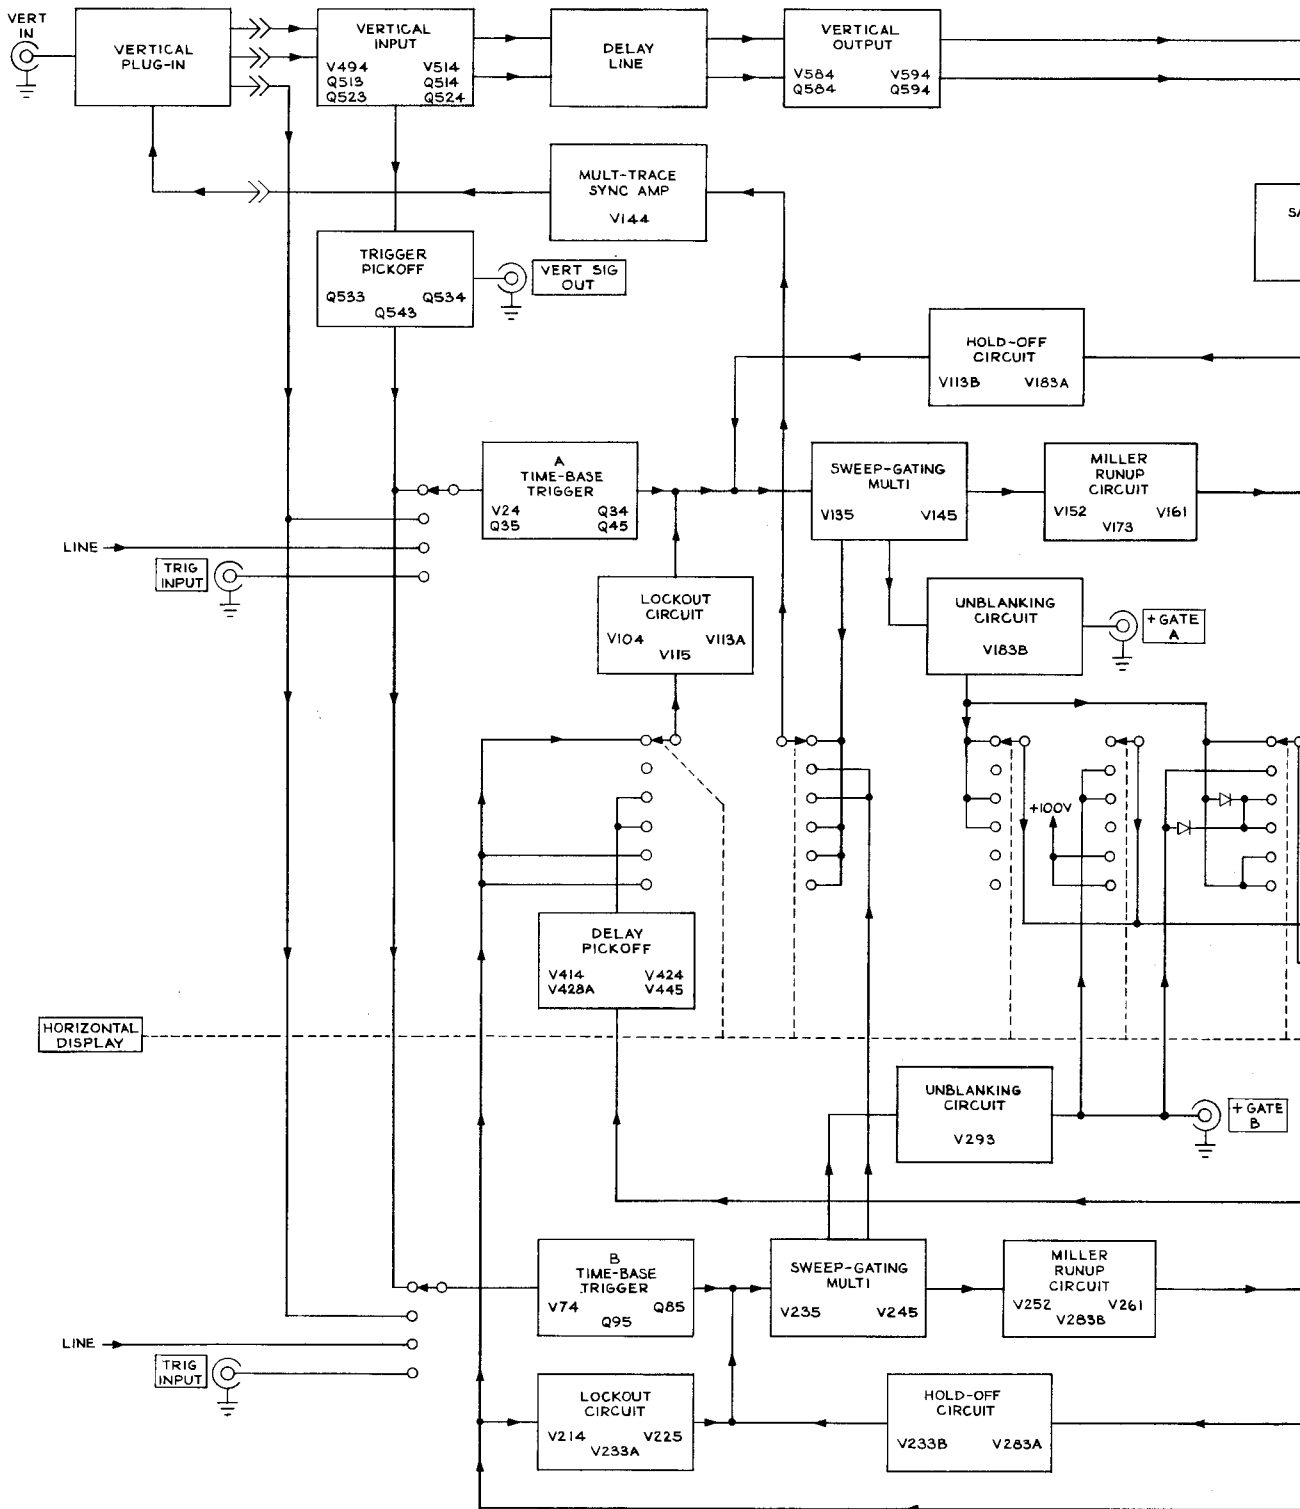 VERT
IN
VERTICAL
PLUG-IN
VERTICAL
INPUT
V494 V514
Q513 Q514
Q523 Q524
DELAY
LINE
VERTICAL
OUTPUT
V584 V594
Q584 Q594
MULT-TRACE
SYNC AMP
V144
SA
TRIGGER
PICKOFF
Q533 Q534
Q543
VERT SIG
OUT
HOLD-OFF
CIRCUIT
V113B V183A
A
TIME-BASE
TRIGGER
V24 Q34
Q35 Q45
SWEEP-GATING
MULTI
V135 V145
MILLER
RUNUP
CIRCUIT
V152 V161
V173
LINE
TRIG
INPUT
LOCKOUT
CIRCUIT
V104 V113A
V115
UNBLANKING
CIRCUIT
V183B
+GATE
A
+100V
DELAY
PICKOFF
V414 V424
V428A V445
HORIZONTAL
DISPLAY
UNBLANKING
CIRCUIT
V293
+GATE
B
B
TIME-BASE
TRIGGER
V74 Q85
Q95
SWEEP-GATING
MULTI
V235 V245
MILLER
RUNUP
CIRCUIT
V252 V261
V283B
LINE
TRIG
INPUT
LOCKOUT
CIRCUIT
V214 V225
V233A
HOLD-OFF
CIRCUIT
V233B V283A